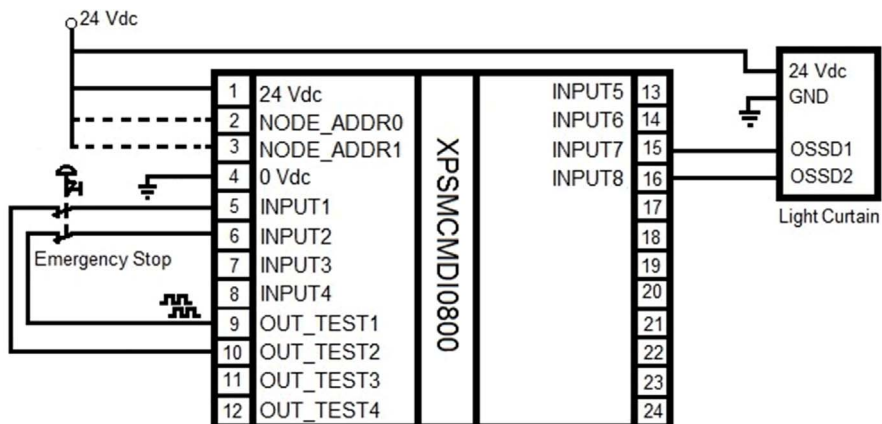 24 Vdc
1 24 Vdc
2 NODE_ADDR0
3 NODE_ADDR1
4 0 Vdc
5 INPUT1
6 INPUT2
7 INPUT3
8 INPUT4
9 OUT_TEST1
10 OUT_TEST2
11 OUT_TEST3
12 OUT_TEST4
Emergency Stop
XPSMCMDI0800
INPUT5 13
INPUT6 14
INPUT7 15
INPUT8 16
17
18
19
20
21
22
23
24
24 Vdc
GND
OSSD1
OSSD2
Light Curtain